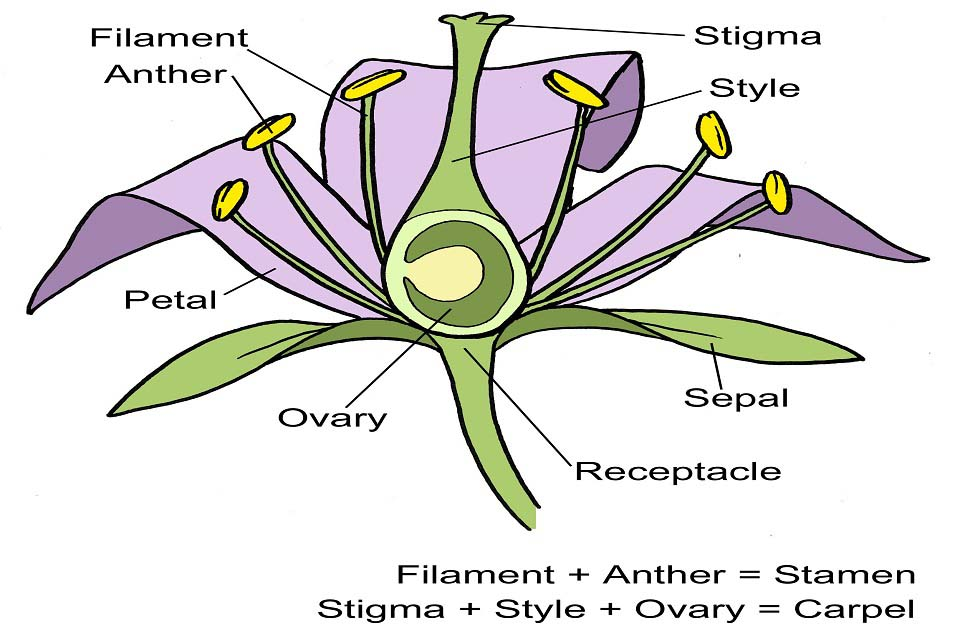 Filament
Anther
Stigma
Style
Petal
Ovary
Sepal
Receptacle
Filament + Anther = Stamen
Stigma + Style + Ovary = Carpel